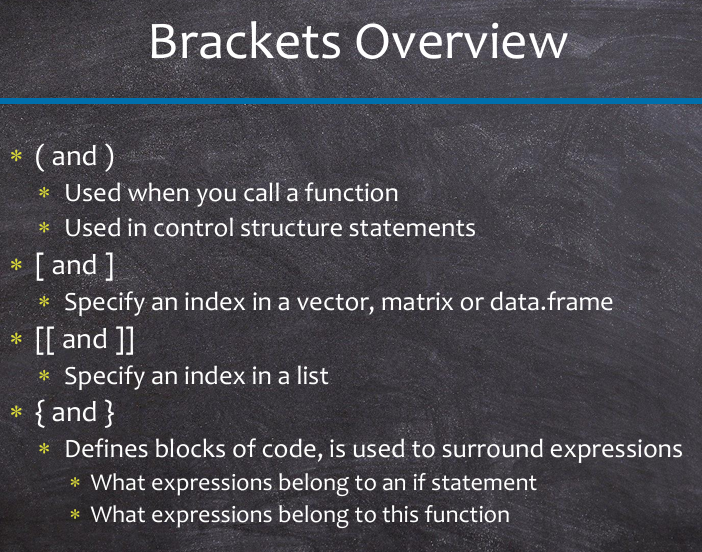 Brackets Overview
* ( and )
* Used when you call a function
* Used in control structure statements
* [ and ]
* Specify an index in a vector, matrix or data.frame
* [[ and ]]
* Specify an index in a list
* { and }
* Defines blocks of code, is used to surround expressions
* What expressions belong to an if statement
* What expressions belong to this function